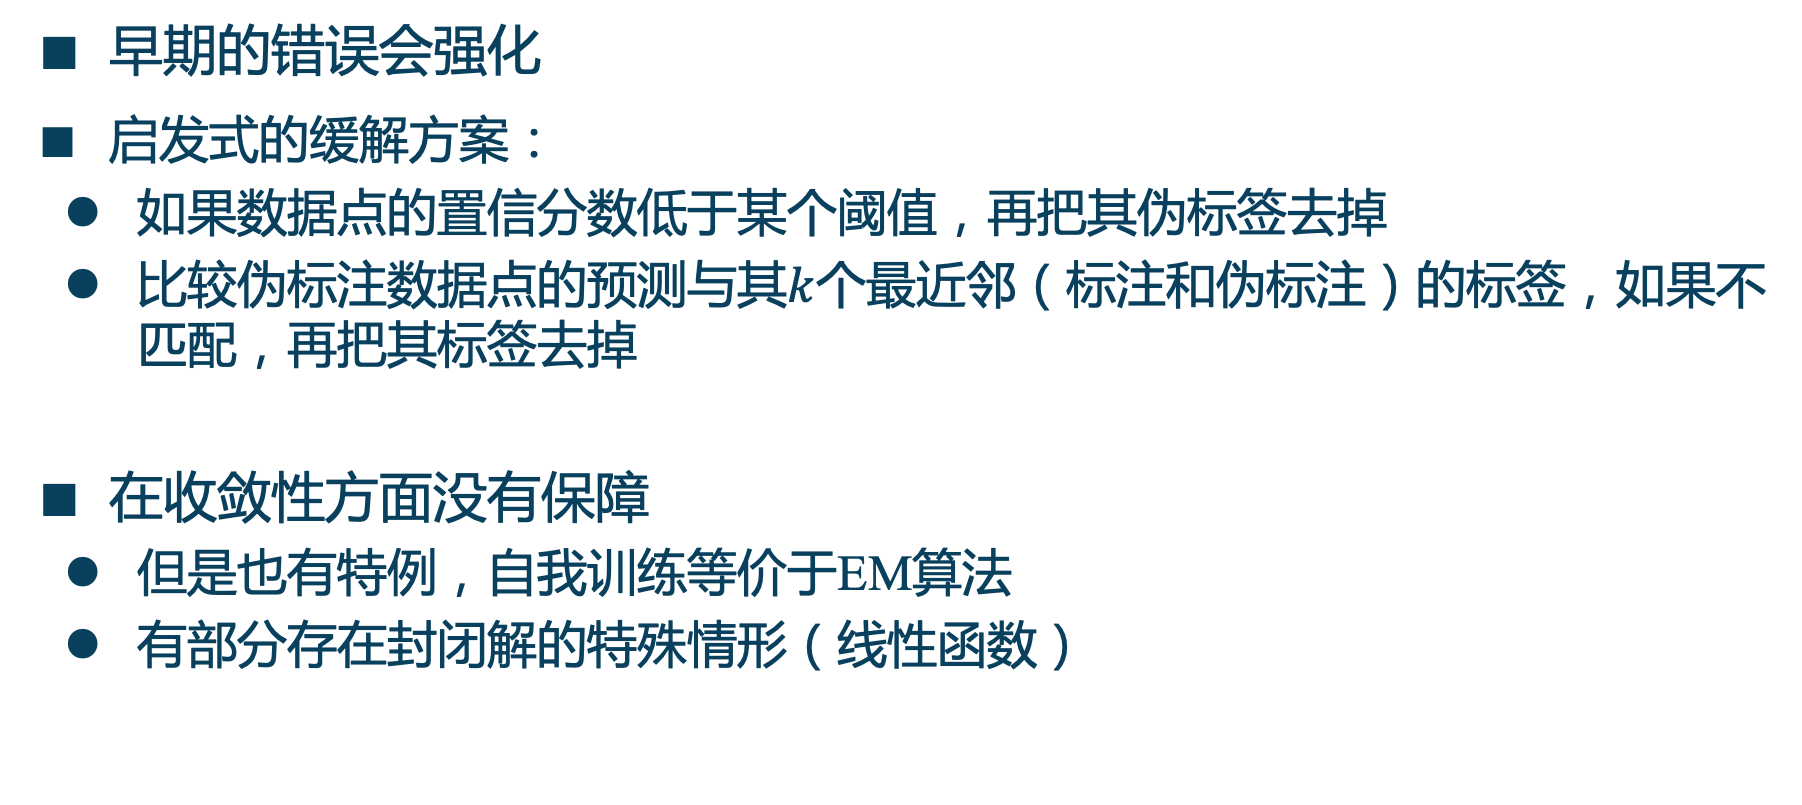 ■ 早期的错误会强化
■ 启发式的缓解方案：
● 如果数据点的置信分数低于某个阈值，再把其伪标签去掉
● 比较伪标注数据点的预测与其k个最近邻（标注和伪标注）的标签，如果不
匹配，再把其标签去掉
■ 在收敛性方面没有保障
● 但是也有特例，自我训练等价于EM算法
● 有部分存在封闭解的特殊情形（线性函数）